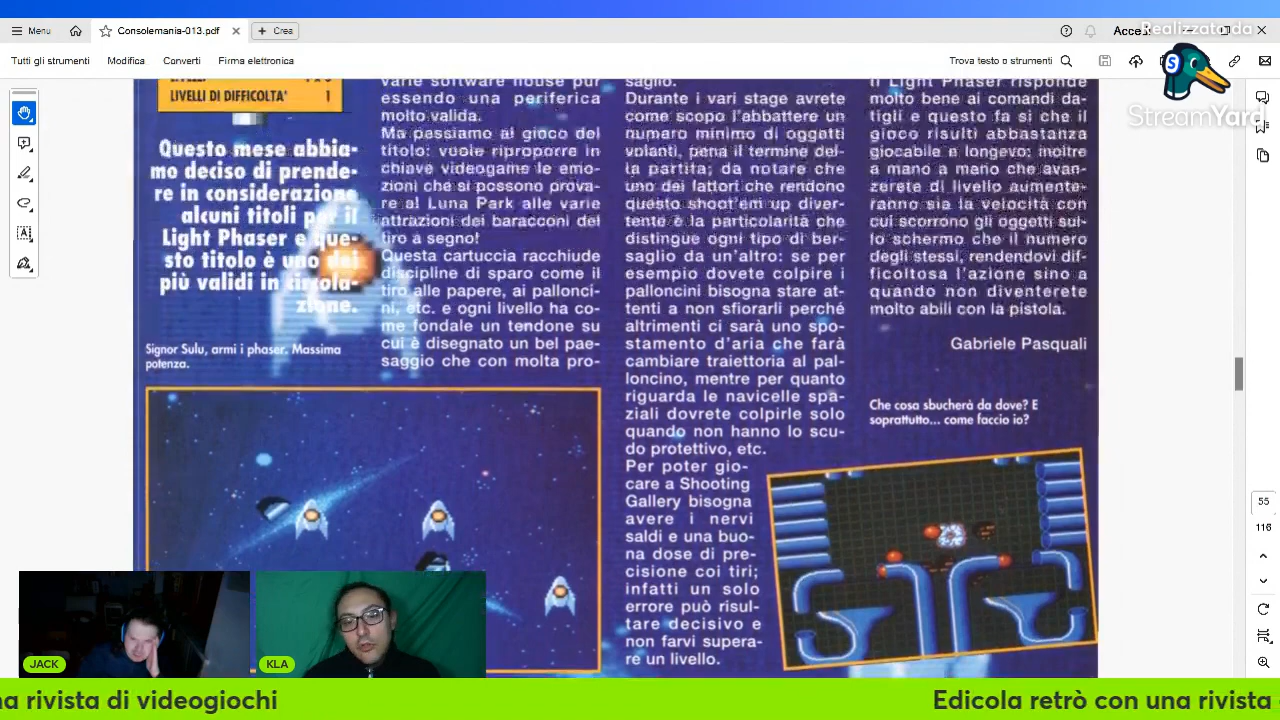 Menu
Consolemania-013.pdf
Crea
Realizzato da
Tutti gli strumenti
Modifica
Converti
Firma elettronica
Trova testo o strumenti
StreamYard
LIVELLI DI DIFFICOLTA' 1
Questo mese abbia-
mo deciso di prende-
re in considerazione
alcuni titoli per il
Light Phaser e que-
sto titolo è uno dei
più validi in circola-
zione.
Signor Sulu, armi i phaser. Massima
potenza.
varie software house pur
essendo una periferica
molto valida.
Ma passiamo al gioco del
titolo: vuole riproporre in
chiave videogame le emo-
zioni che si possono prova-
re al Luna Park alle varie
attrazioni dei baracconi del
tiro a segno!
Questa cartuccia racchiude
discipline di sparo come il
tiro alle papere, ai palloncini-
ni, etc. e ogni livello ha co-
me fondale un tendone su
cui è disegnato un bel pae-
saggio che con molta pro-
saglio.
Durante i vari stage avrete
come scopo l'abbattere un
numero minimo di oggetti
volanti, pena il termine del-
la partita; da notare che
uno dei fattori che rendono
questo shoot'em up diver-
tente è la particolarità che
distingue ogni tipo di ber-
saglio da un'altro: se per
esempio dovete colpire i
palloncini bisogna stare at-
tenti a non sfiorarli perché
altrimenti ci sarà uno spo-
stamento d'aria che farà
cambiare traiettoria al pal-
loncino, mentre per quanto
riguarda le navicelle spa-
ziali dovrete colpirle solo
quando non hanno lo scu-
do protettivo, etc.
Per poter gio-
care a Shooting
Gallery bisogna
avere i nervi
saldi e una buo-
na dose di pre-
cisione coi tiri;
infatti un solo
errore può risul-
tare decisivo e
non farvi supera-
re un livello.
il Light Phaser risponde
molto bene ai comandi da-
tigli e questo fa sì che il
gioco risulti abbastanza
giocabile e longevo; inoltre
a mano a mano che avan-
zerete di livello aumente-
ranno sia la velocità con
cui scorrono gli oggetti sul-
lo schermo che il numero
degli stessi, rendendovi dif-
ficoltosa l'azione sino a
quando non diventerete
molto abili con la pistola.
Gabriele Pasquali
Che cosa sbucherà da dove? E
soprattutto... come faccio io?
55
116
JACK
KLA
na rivista di videogiochi
Edicola retrò con una rivista